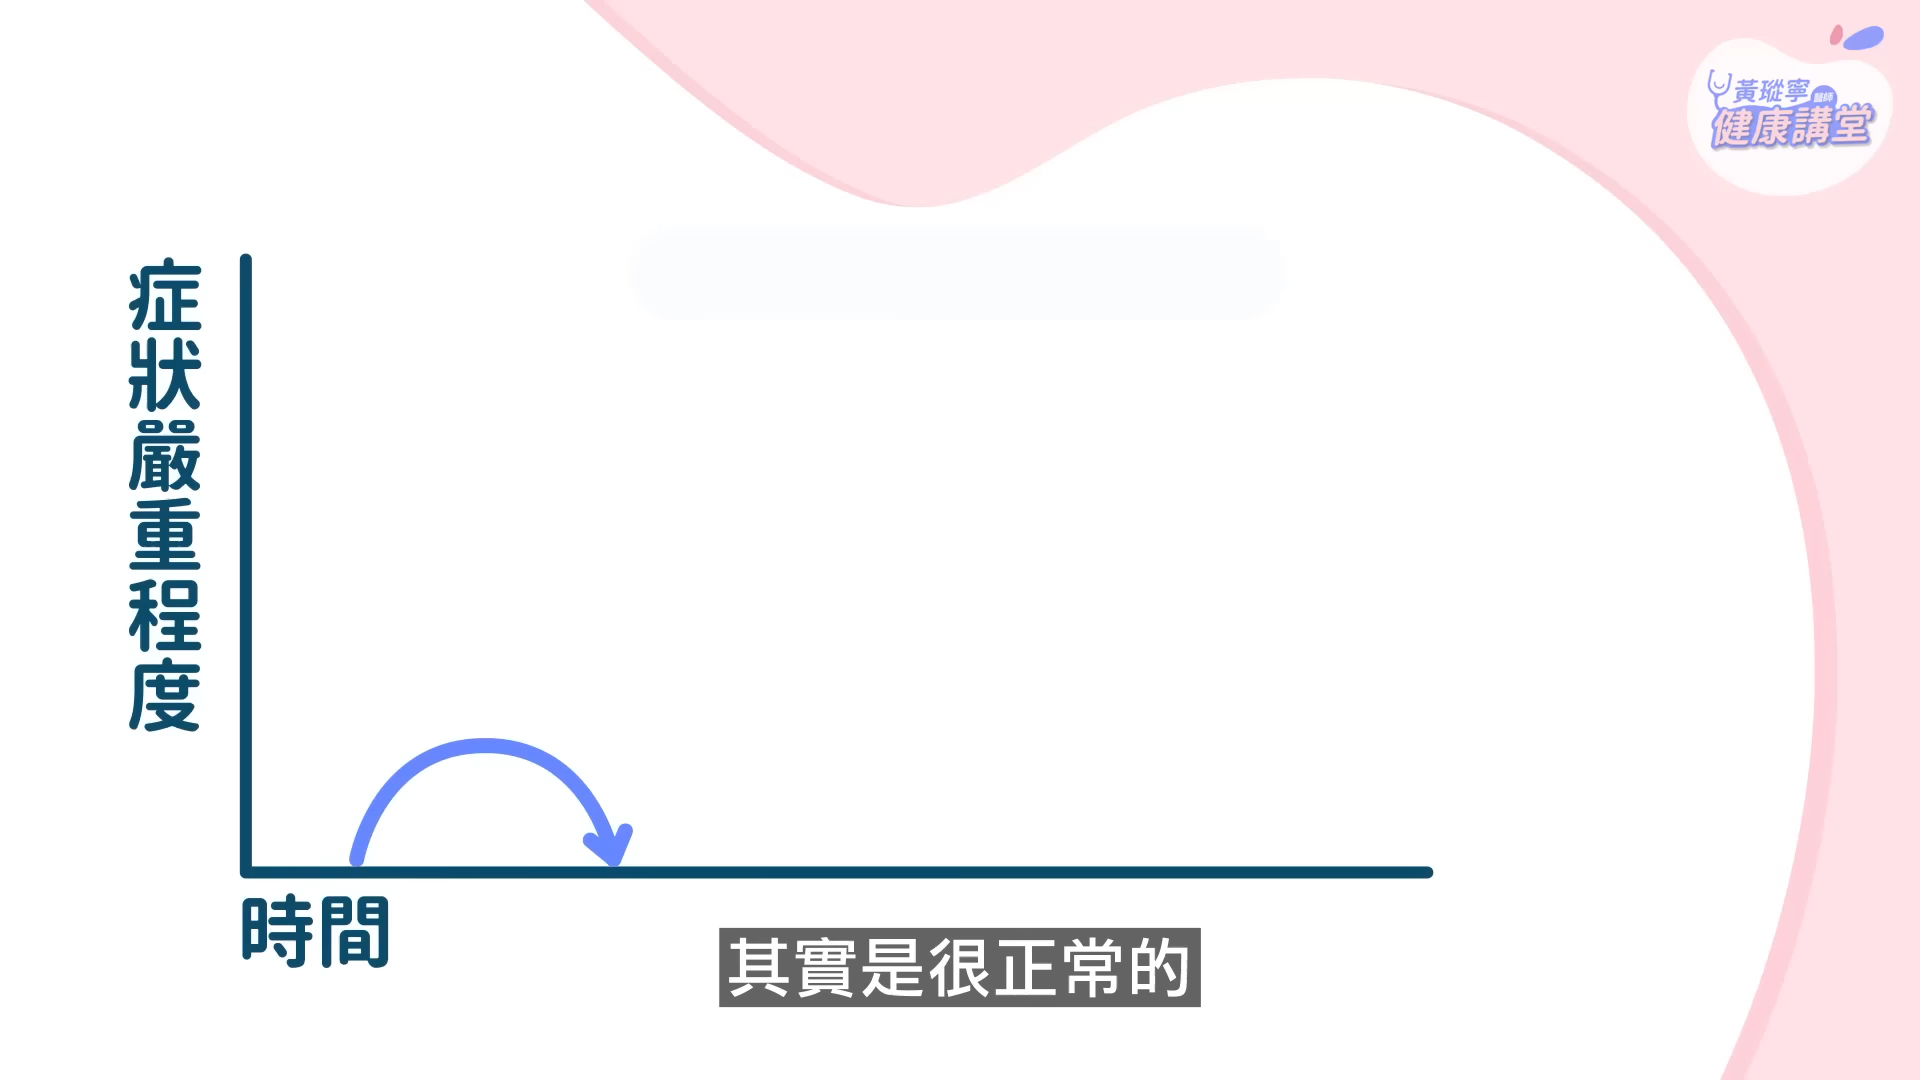 黃瑽寧醫師
健康講堂
症狀嚴重程度
時間
其實是很正常的